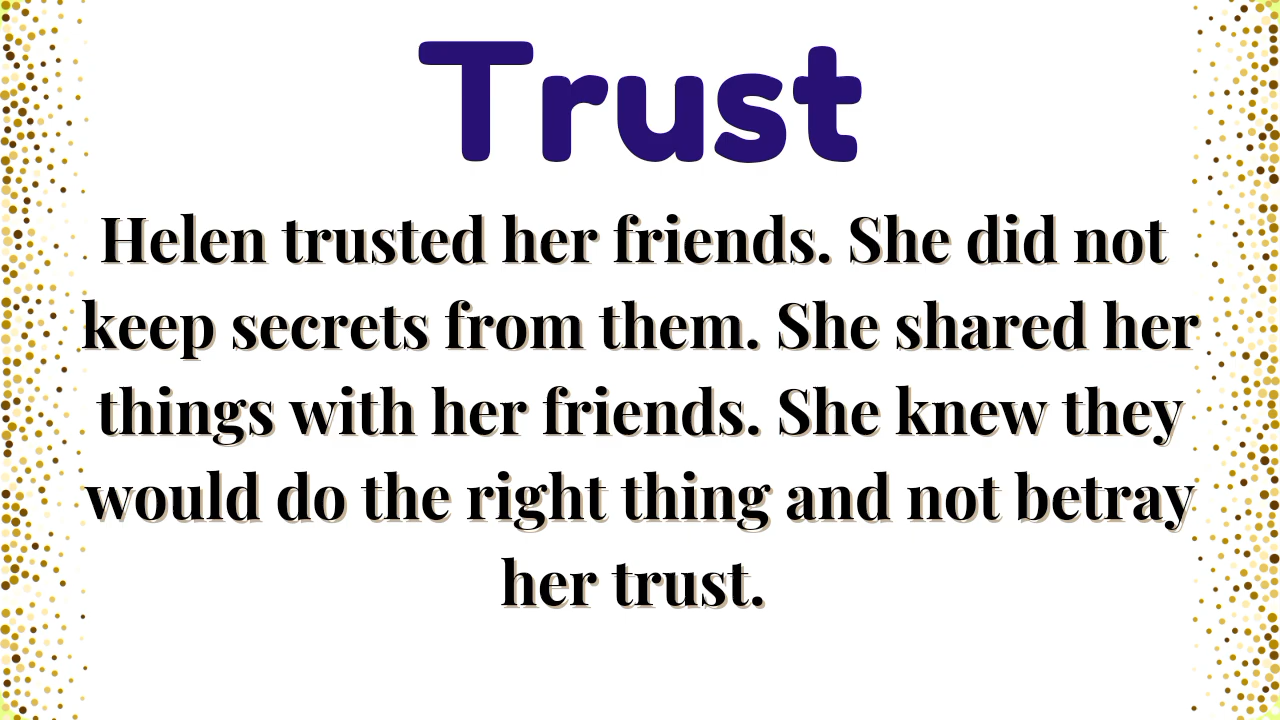 Trust
Helen trusted her friends. She did not
keep secrets from them. She shared her
things with her friends. She knew they
would do the right thing and not betray
her trust.